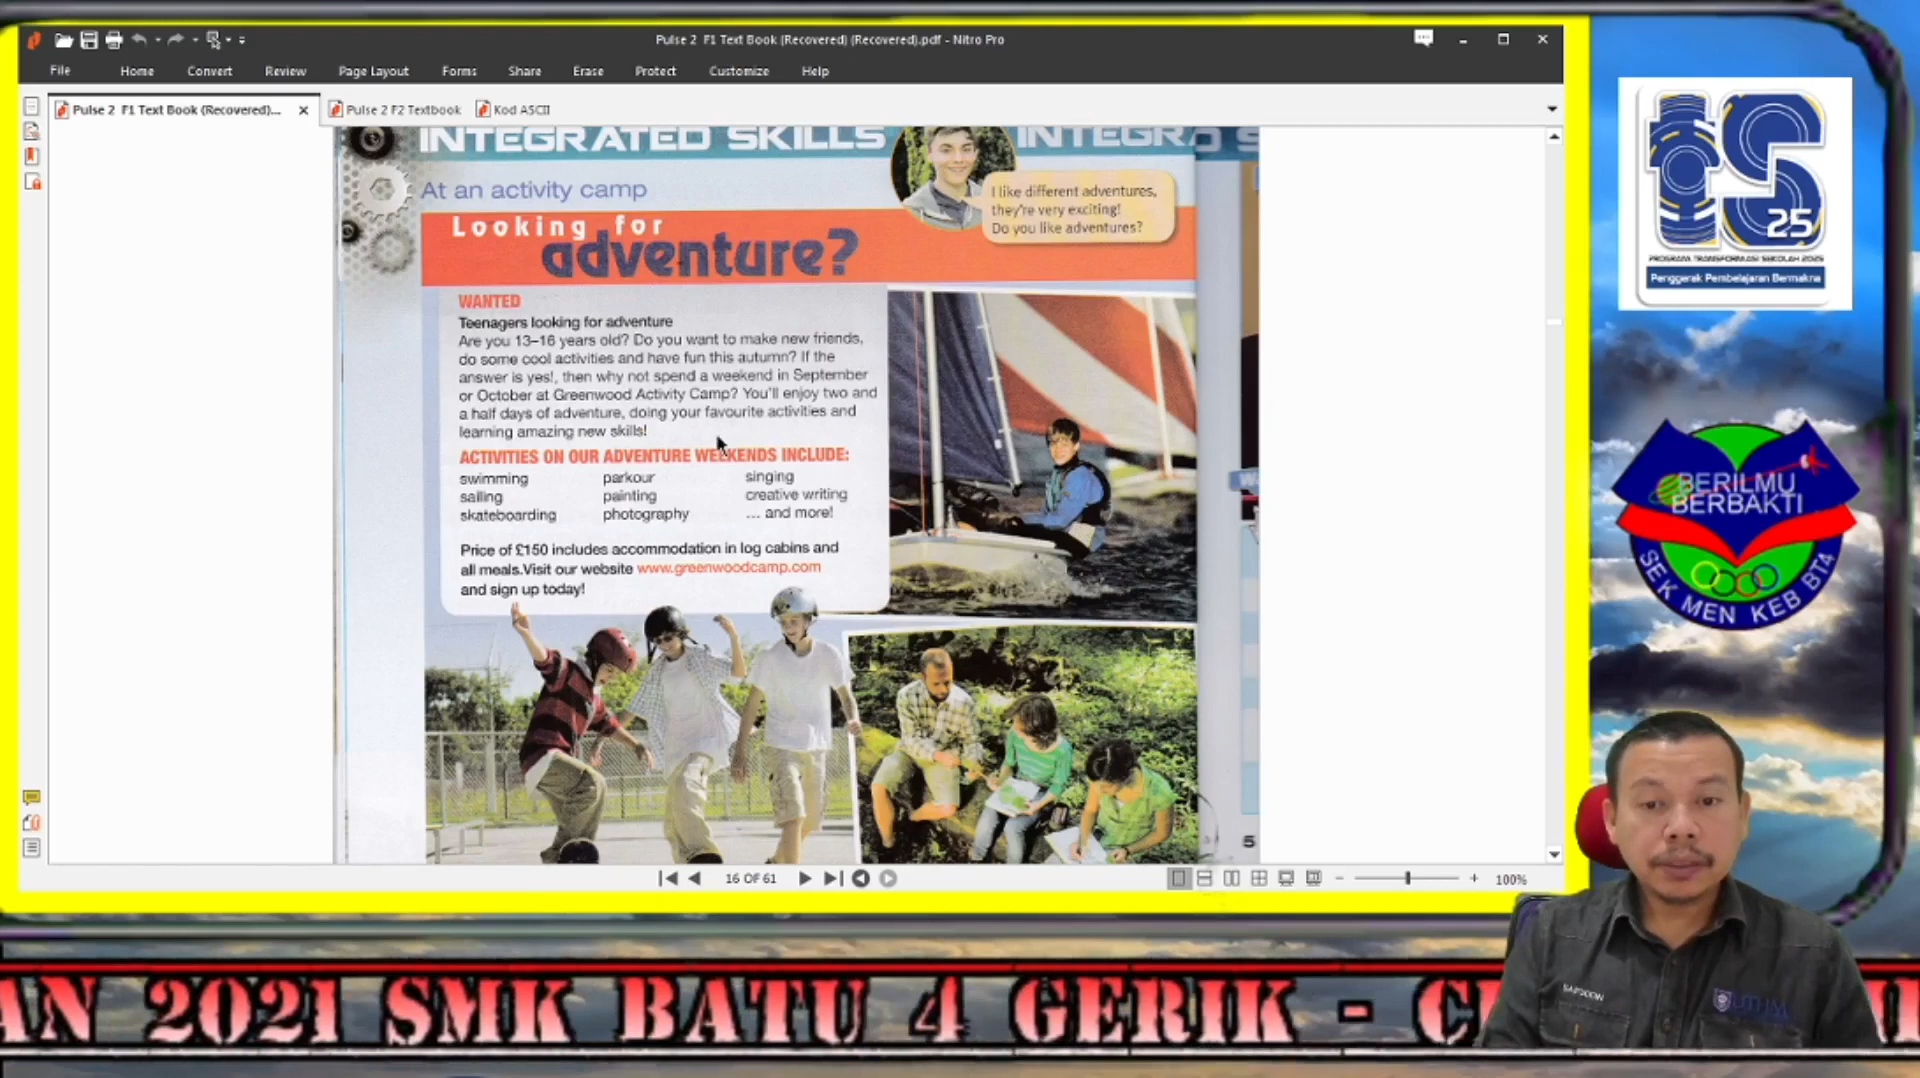 Pulse 2 F1 Text Book (Recovered) (Recovered).pdf - Nitro Pro
File Home Convert Review Page Layout Forms Share Erase Protect Customize Help
Pulse 2 F1 Text Book (Recovered)... Pulse 2 F2 Textbook Kod ASCII
INTEGRATED SKILLS
At an activity camp
I like different adventures,
they're very exciting!
Do you like adventures?
Looking for
adventure?
WANTED
Teenagers looking for adventure
Are you 13–16 years old? Do you want to make new friends,
do some cool activities and have fun this autumn? If the
answer is yes!, then why not spend a weekend in September
or October at Greenwood Activity Camp? You'll enjoy two and
a half days of adventure, doing your favourite activities and
learning amazing new skills!
ACTIVITIES ON OUR ADVENTURE WEEKENDS INCLUDE:
swimming parkour singing
sailing painting creative writing
skateboarding photography ... and more!
Price of £150 includes accommodation in log cabins and
all meals.Visit our website www.greenwoodcamp.com
and sign up today!
5
16 OF 61
100%
TS
25
PROGRAM TRANSFORMASI SEKOLAH 2025
Penggerak Pembelajaran Bermakna
BERILMU
BERBAKTI
SEK MEN KEB BT4
UTHM
AN 2021 SMK BATU 4 GERIK - C